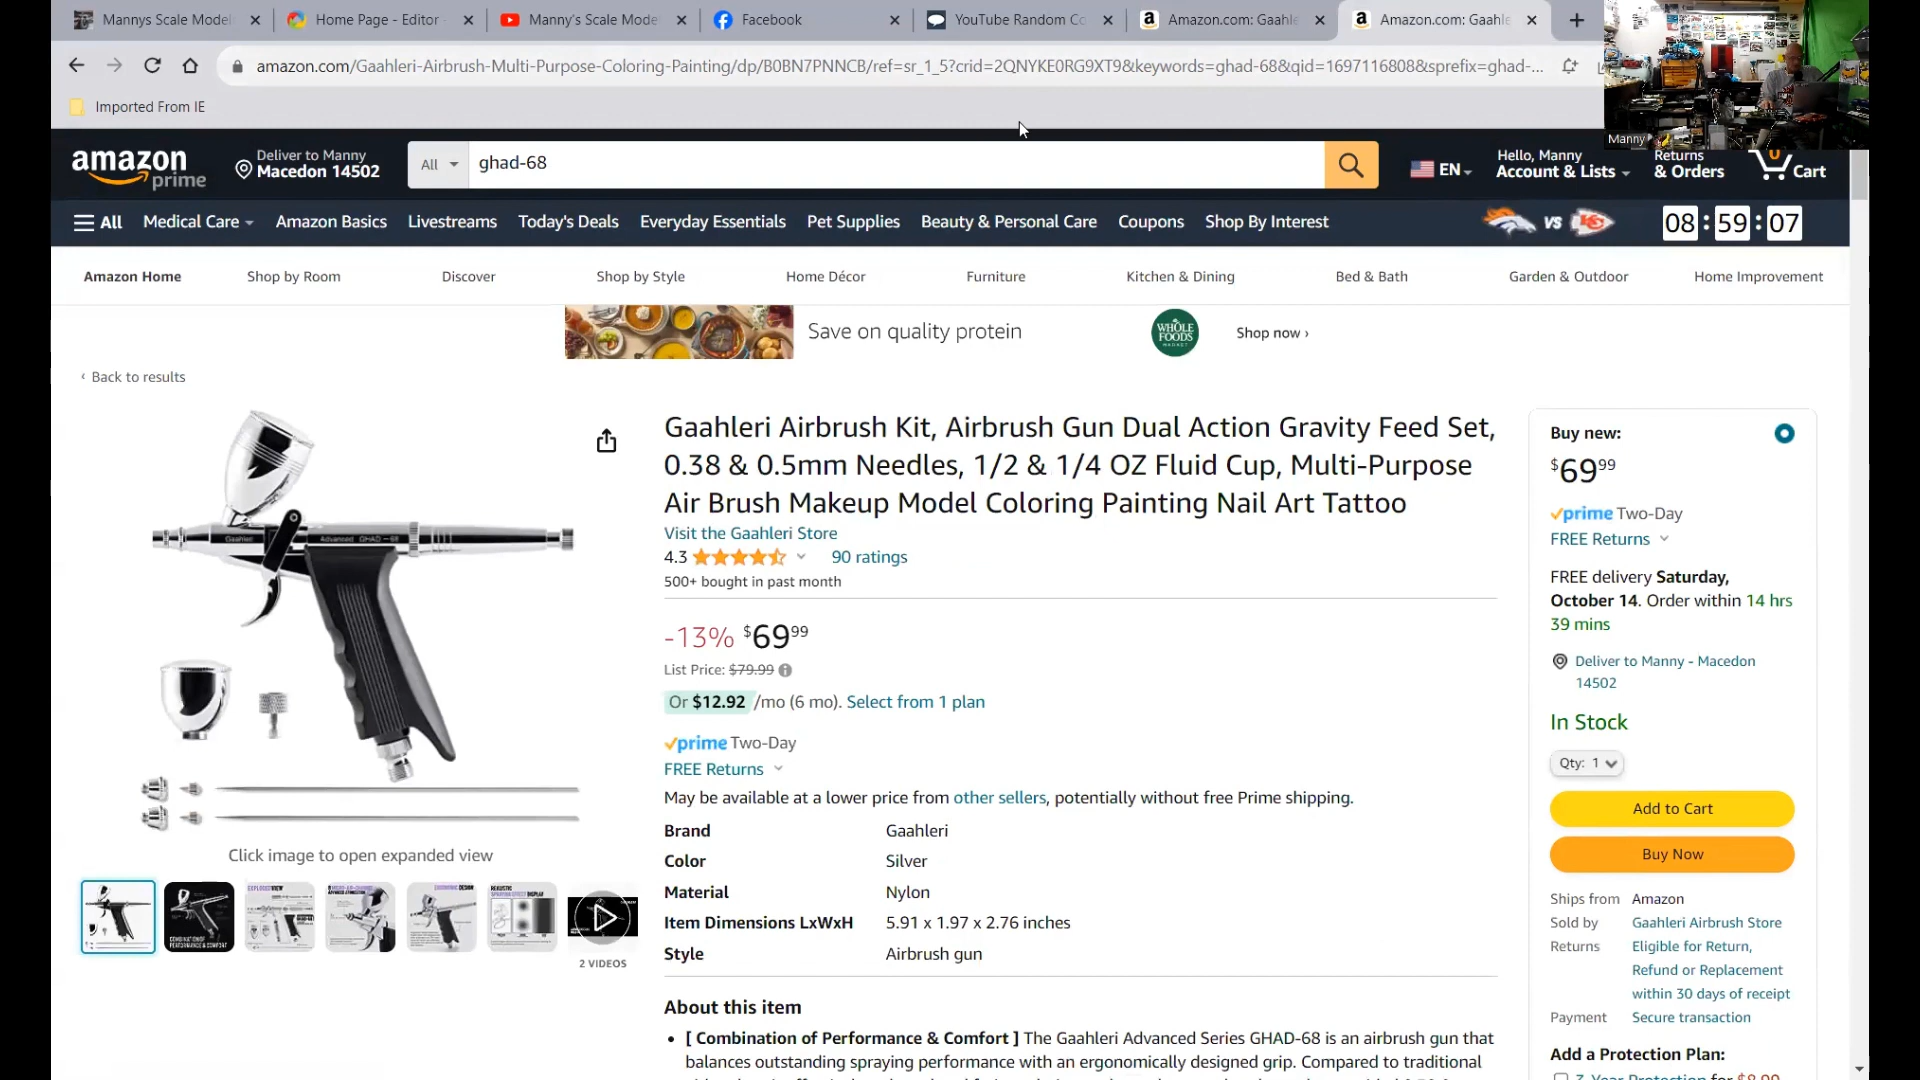 Mannys Scale Model
Home Page - Editor
Manny's Scale Mode
Facebook
YouTube Random Co
Amazon.com: Gaahle
Amazon.com: Gaahle
amazon.com/Gaahleri-Airbrush-Multi-Purpose-Coloring-Painting/dp/B0BN7PNNCB/ref=sr_1_5?crid=2QNYKE0RG9XT9&keywords=ghad-68&qid=1697116808&sprefix=ghad-...
Imported From IE
Manny
amazon prime
Deliver to Manny
Macedon 14502
All
ghad-68
EN
Hello, Manny
Account & Lists
Returns
& Orders
0
Cart
All Medical Care Amazon Basics Livestreams Today's Deals Everyday Essentials Pet Supplies Beauty & Personal Care Coupons Shop By Interest
VS
08 : 59 : 07
Amazon Home Shop by Room Discover Shop by Style Home Décor Furniture Kitchen & Dining Bed & Bath Garden & Outdoor Home Improvement
Save on quality protein
WHOLE
FOODS
MARKET
Shop now ›
‹ Back to results
Gaahleri Advanced GHAD-68
Click image to open expanded view
2 VIDEOS
Gaahleri Airbrush Kit, Airbrush Gun Dual Action Gravity Feed Set,
0.38 & 0.5mm Needles, 1/2 & 1/4 OZ Fluid Cup, Multi-Purpose
Air Brush Makeup Model Coloring Painting Nail Art Tattoo
Visit the Gaahleri Store
4.3 90 ratings
500+ bought in past month
-13% $69 99
List Price: $79.99
Or $12.92 /mo (6 mo). Select from 1 plan
prime Two-Day
FREE Returns
May be available at a lower price from other sellers, potentially without free Prime shipping.
Brand Gaahleri
Color Silver
Material Nylon
Item Dimensions LxWxH 5.91 x 1.97 x 2.76 inches
Style Airbrush gun
About this item
• [ Combination of Performance & Comfort ] The Gaahleri Advanced Series GHAD-68 is an airbrush gun that
balances outstanding spraying performance with an ergonomically designed grip. Compared to traditional
Buy new:
$69 99
prime Two-Day
FREE Returns
FREE delivery Saturday,
October 14. Order within 14 hrs
39 mins
Deliver to Manny - Macedon
14502
In Stock
Qty: 1
Add to Cart
Buy Now
Ships from Amazon
Sold by Gaahleri Airbrush Store
Returns Eligible for Return,
Refund or Replacement
within 30 days of receipt
Payment Secure transaction
Add a Protection Plan: